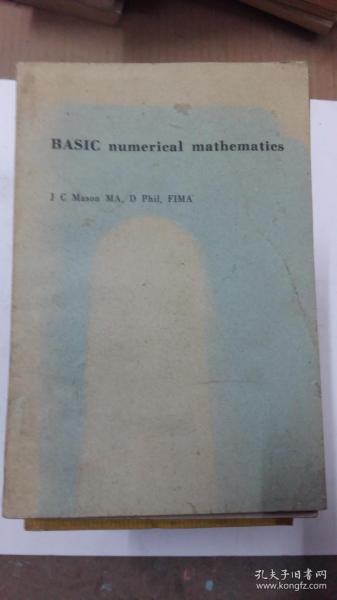 BASIC numerical mathematics
J C Mason MA, D Phil, FIMA
孔夫子旧书网
www.kongfz.com